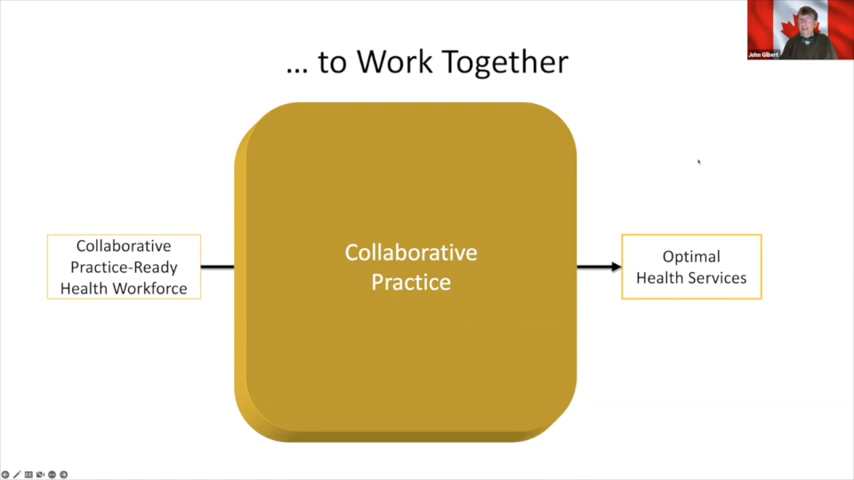 ... to Work Together
John Gilbert
Collaborative
Practice-Ready
Health Workforce
Collaborative
Practice
Optimal
Health Services